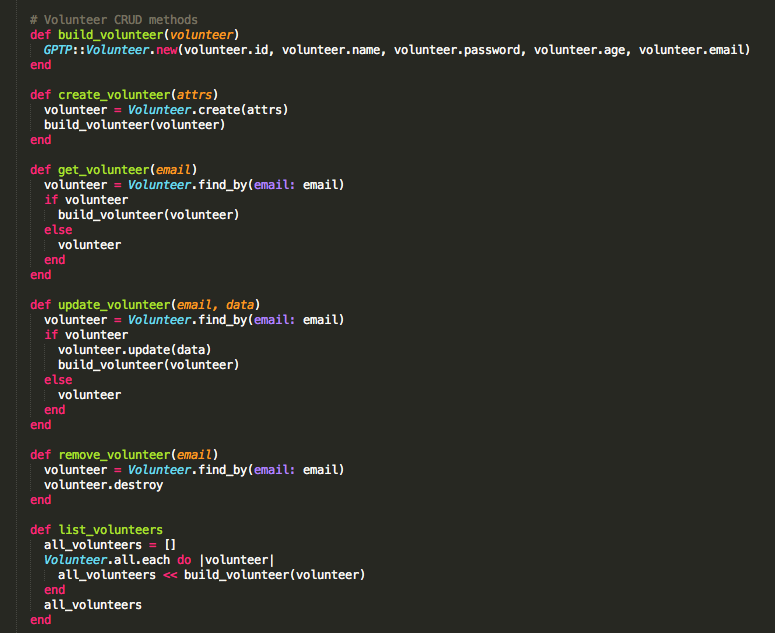 # Volunteer CRUD methods
def build_volunteer(volunteer)
GPTP::Volunteer.new(volunteer.id, volunteer.name, volunteer.password, volunteer.age, volunteer.email)
end
def create_volunteer(attrs)
volunteer = Volunteer.create(attrs)
build_volunteer(volunteer)
end
def get_volunteer(email)
volunteer = Volunteer.find_by(email: email)
if volunteer
build_volunteer(volunteer)
else
volunteer
end
end
def update_volunteer(email, data)
volunteer = Volunteer.find_by(email: email)
if volunteer
volunteer.update(data)
build_volunteer(volunteer)
else
volunteer
end
end
def remove_volunteer(email)
volunteer = Volunteer.find_by(email: email)
volunteer.destroy
end
def list_volunteers
all_volunteers = []
Volunteer.all.each do |volunteer|
all_volunteers << build_volunteer(volunteer)
end
all_volunteers
end